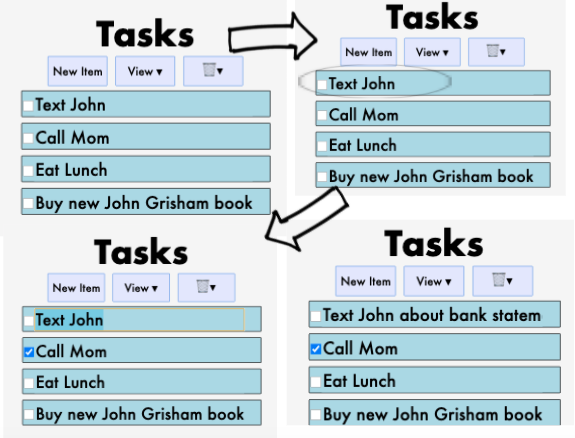 Tasks
New Item
View ▾
▾
Text John
Call Mom
Eat Lunch
Buy new John Grisham book
Tasks
New Item
View ▾
▾
Text John
Call Mom
Eat Lunch
Buy new John Grisham book
Tasks
New Item
View ▾
▾
Text John
Call Mom
Eat Lunch
Buy new John Grisham book
Tasks
New Item
View ▾
▾
Text John about bank statem
Call Mom
Eat Lunch
Buy new John Grisham book